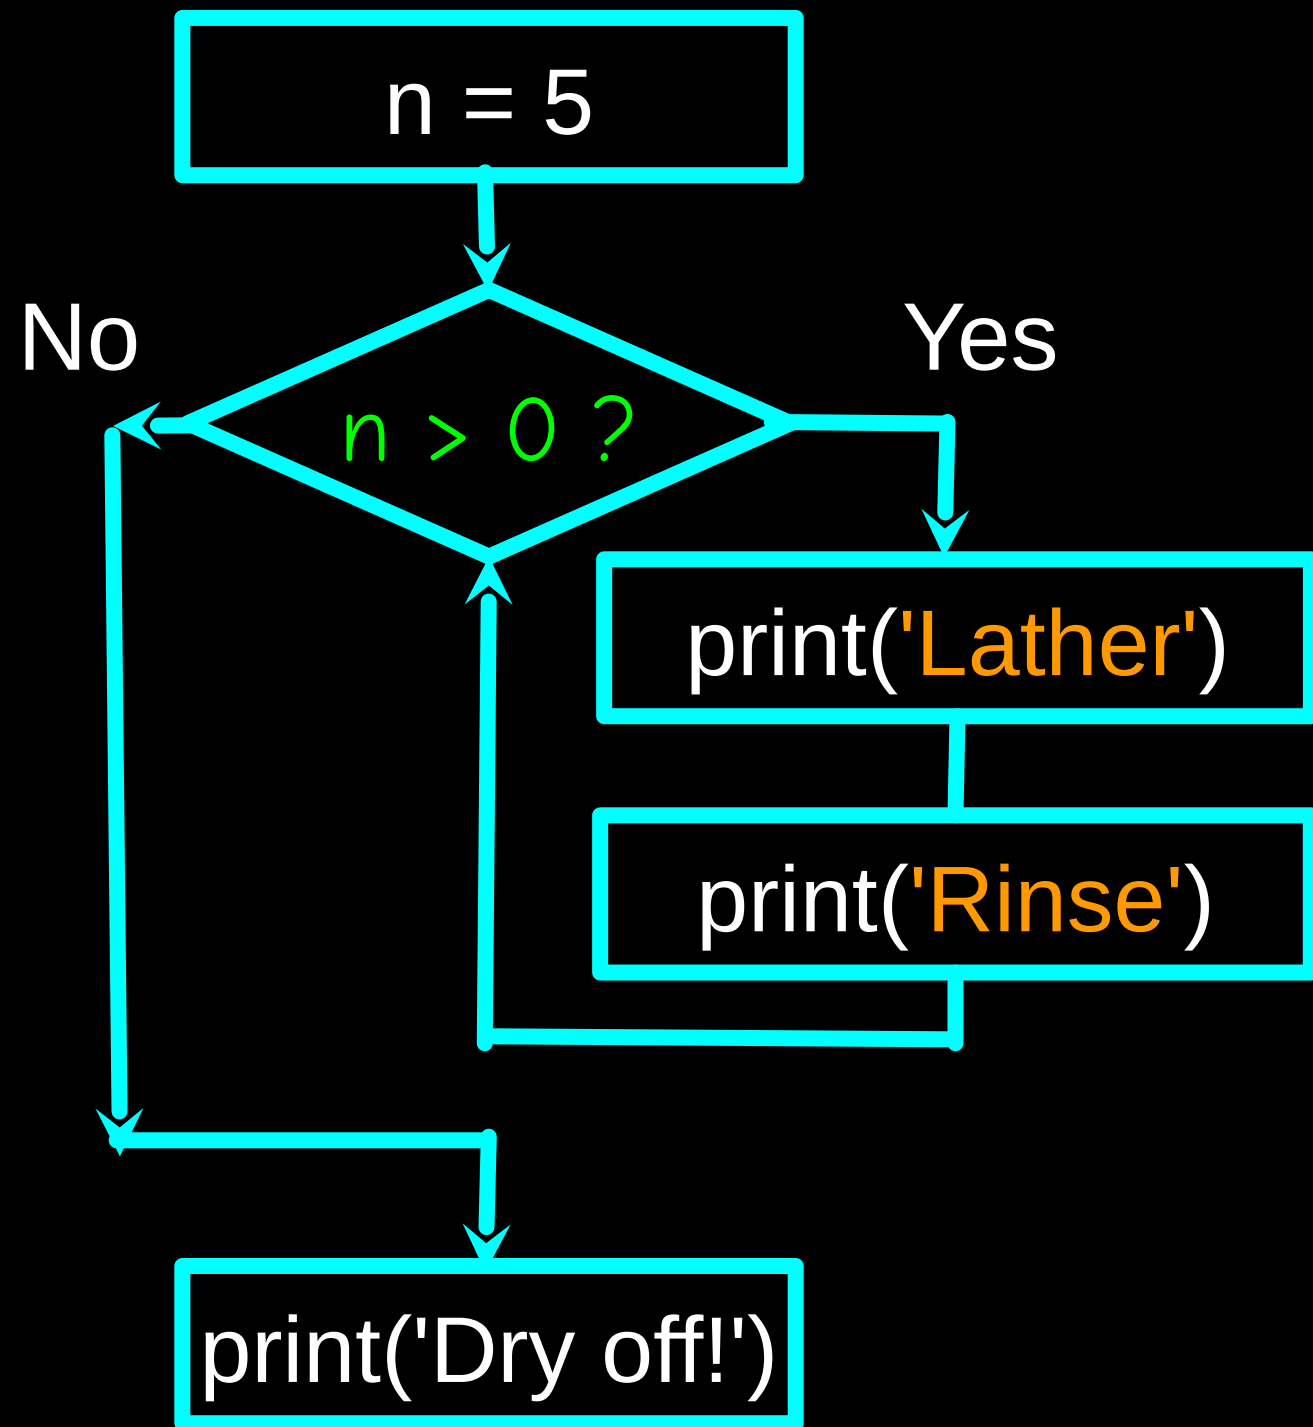 n = 5
No
Yes
n > 0 ?
print('Lather')
print('Rinse')
print('Dry off!')